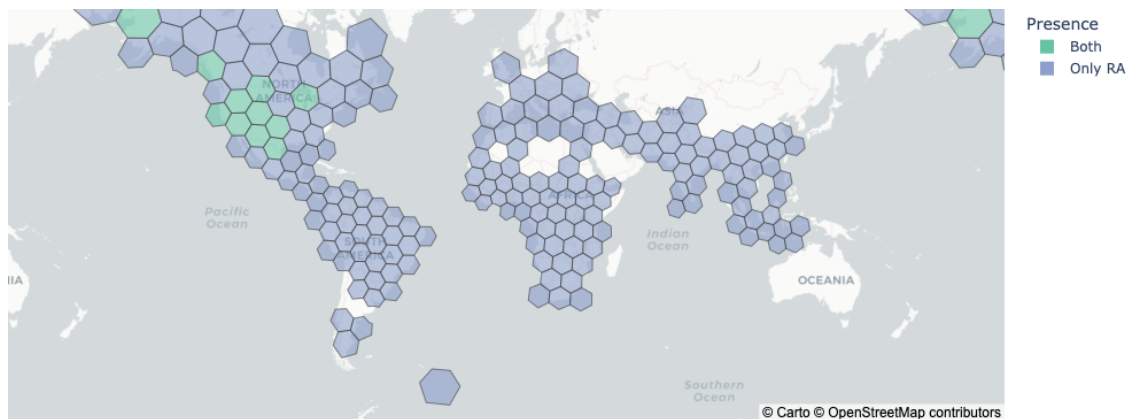 Presence
Both
Only RA
NORTH
AMERICA
ASIA
Pacific
Ocean
AFRICA
SOUTH
AMERICA
Indian
Ocean
NIA
OCEANIA
Southern
Ocean
© Carto © OpenStreetMap contributors